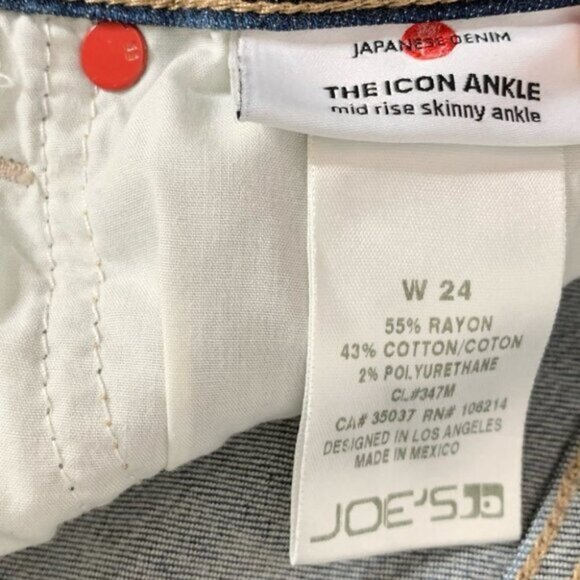 JAPANESE DENIM
THE ICON ANKLE
mid rise skinny ankle
W 24
55% RAYON
43% COTTON/COTON
2% POLYURETHANE
CL#347M
CA# 35037 RN# 106214
DESIGNED IN LOS ANGELES
MADE IN MEXICO
JOE'S